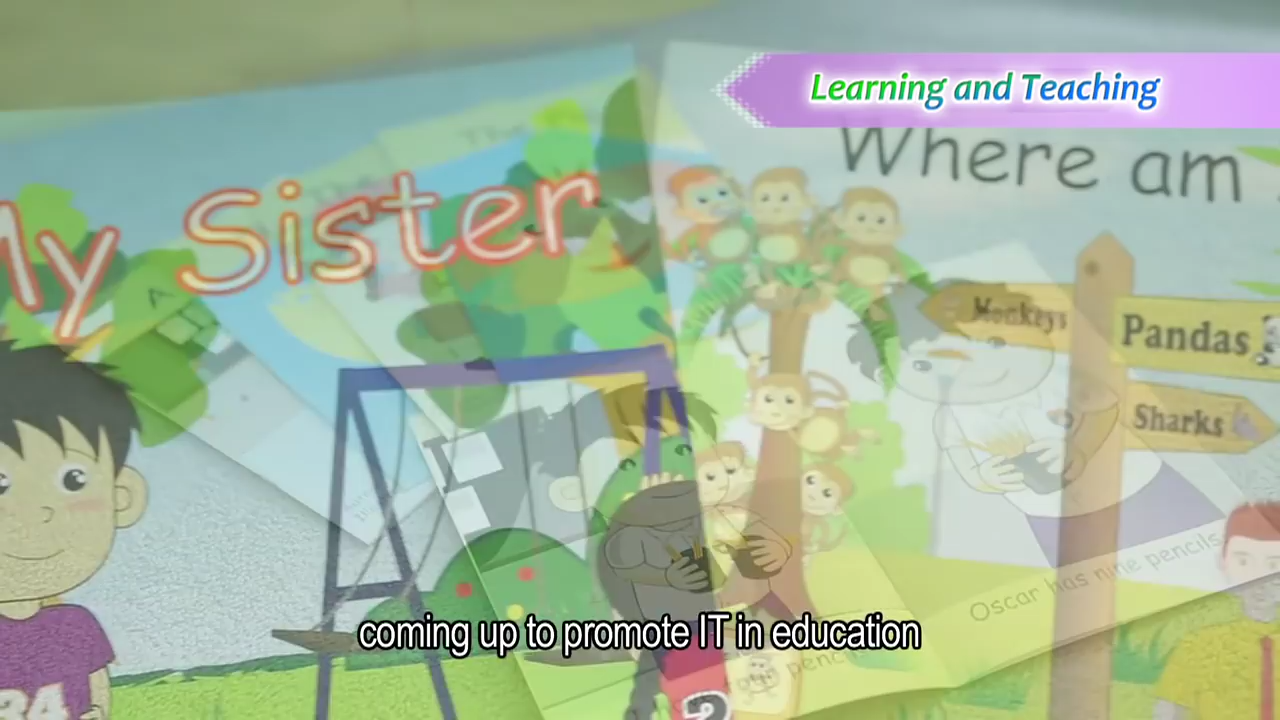 Learning and Teaching
Where am
My Sister
Monkeys
Pandas
Sharks
Oscar has nine pencils
coming up to promote IT in education